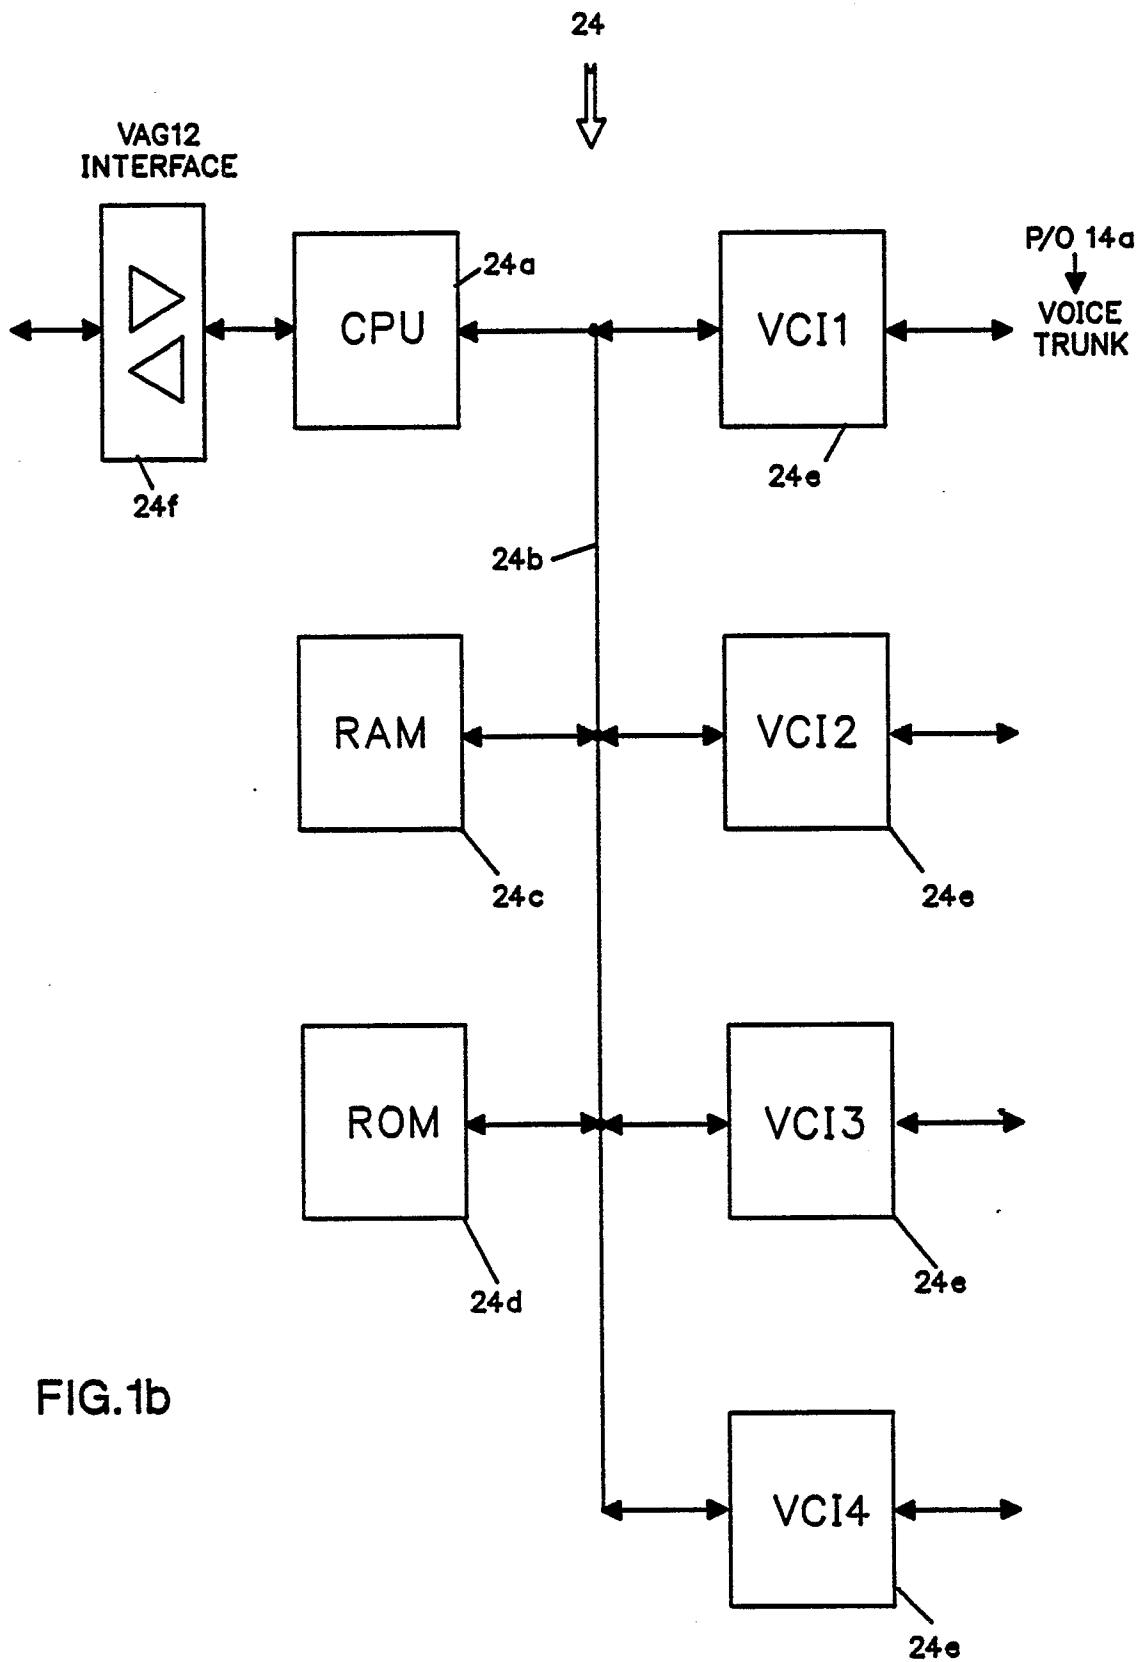 24
VAG12
INTERFACE
P/O 14a
24a
CPU
VCI1
VOICE
TRUNK
24e
24f
24b
RAM
VCI2
24c
24e
ROM
VCI3
24e
24d
FIG.1b
VCI4
24e